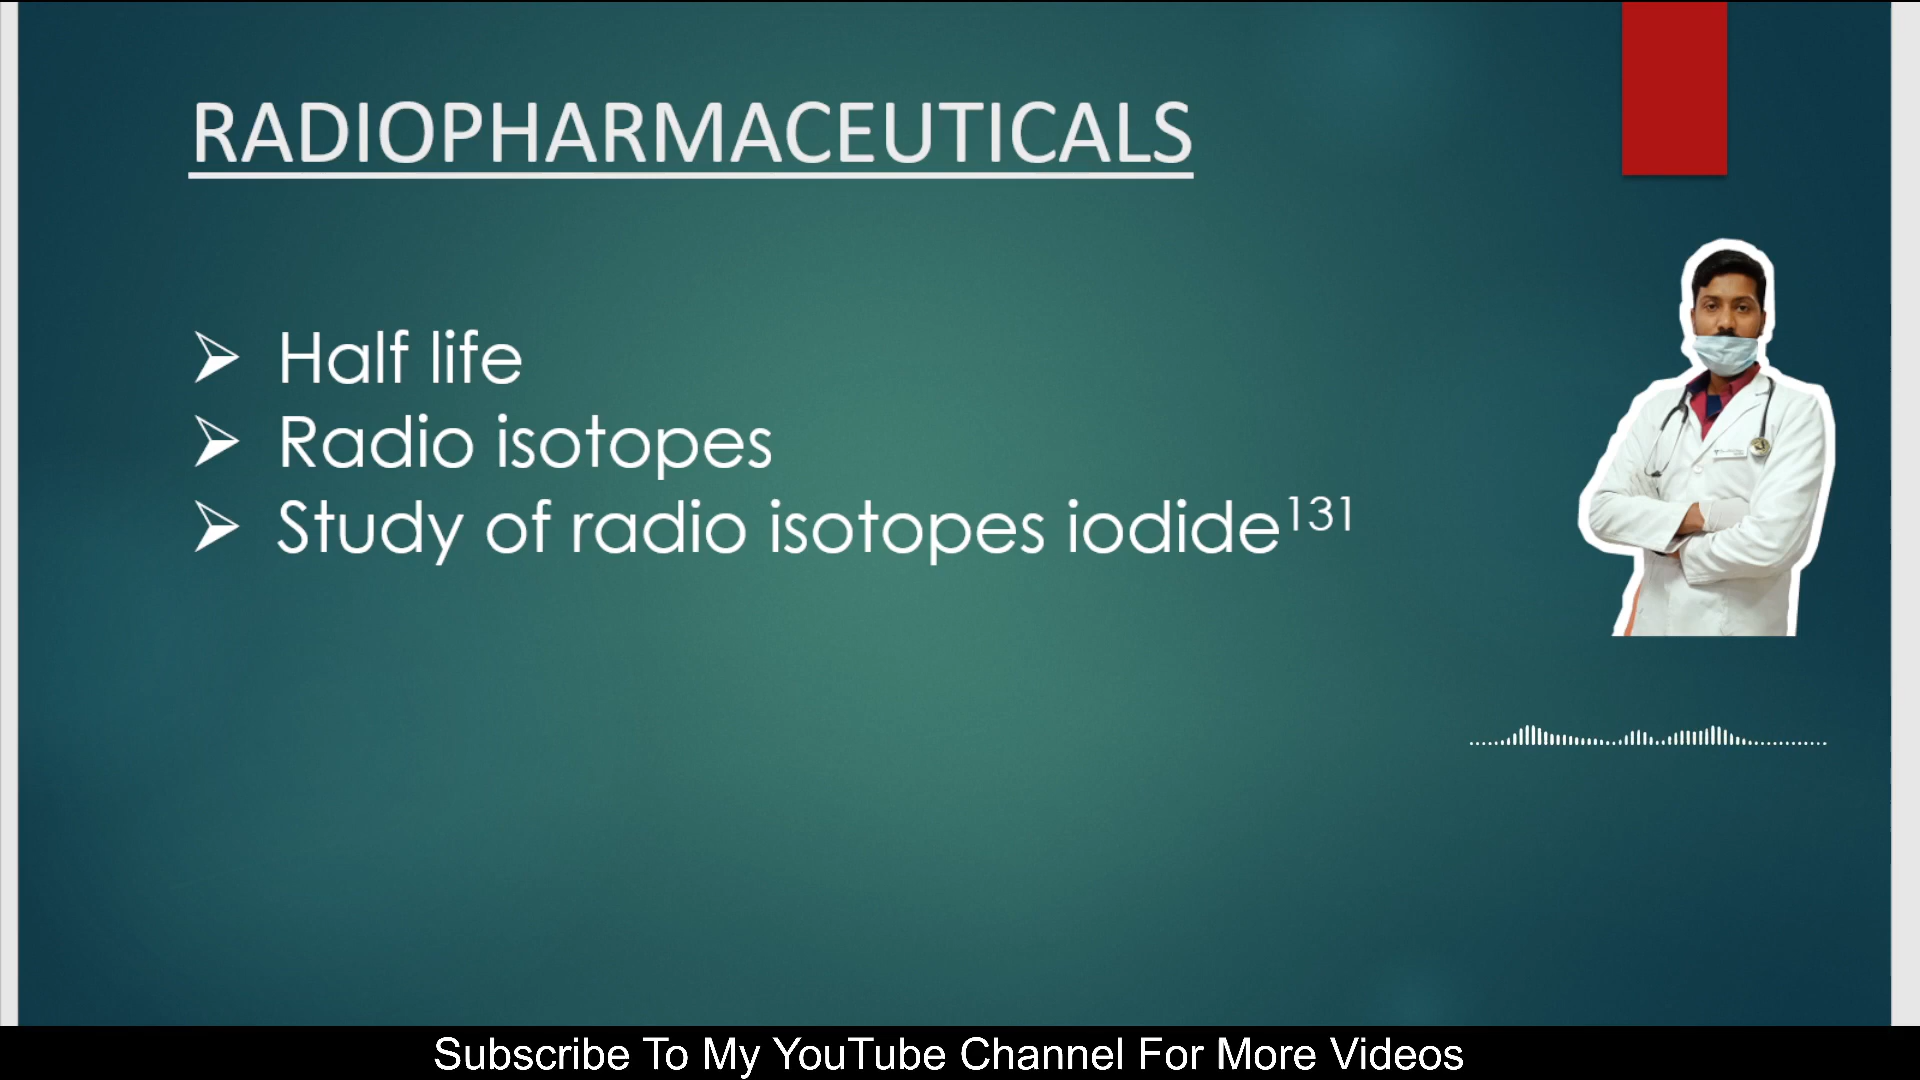 RADIOPHARMACEUTICALS
Half life
Radio isotopes
Study of radio isotopes iodide¹³¹
Subscribe To My YouTube Channel For More Videos